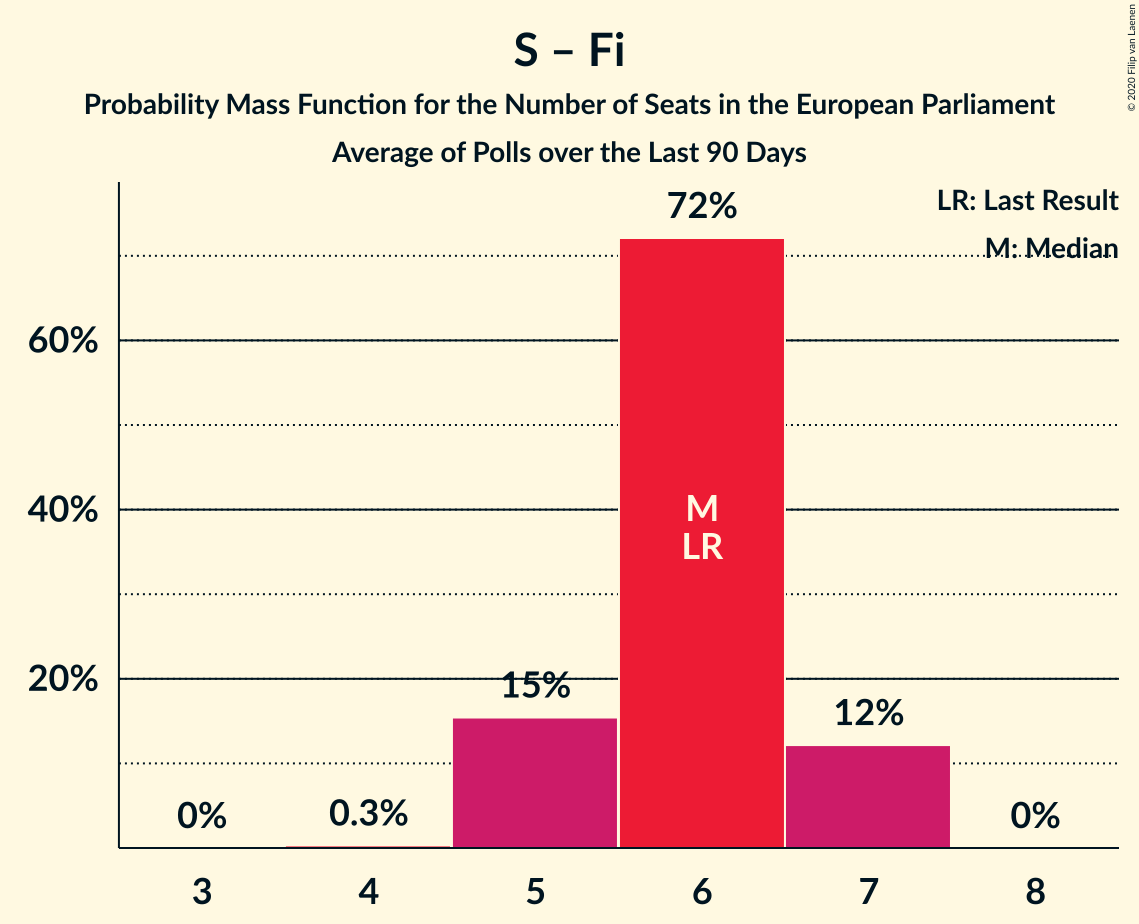 S – Fi
Probability Mass Function for the Number of Seats in the European Parliament
Average of Polls over the Last 90 Days
© 2020 Filip van Laenen
LR: Last Result
M: Median
72%
60%
40%
M
LR
20%
15%
12%
0%
0.3%
0%
3
4
5
6
7
8